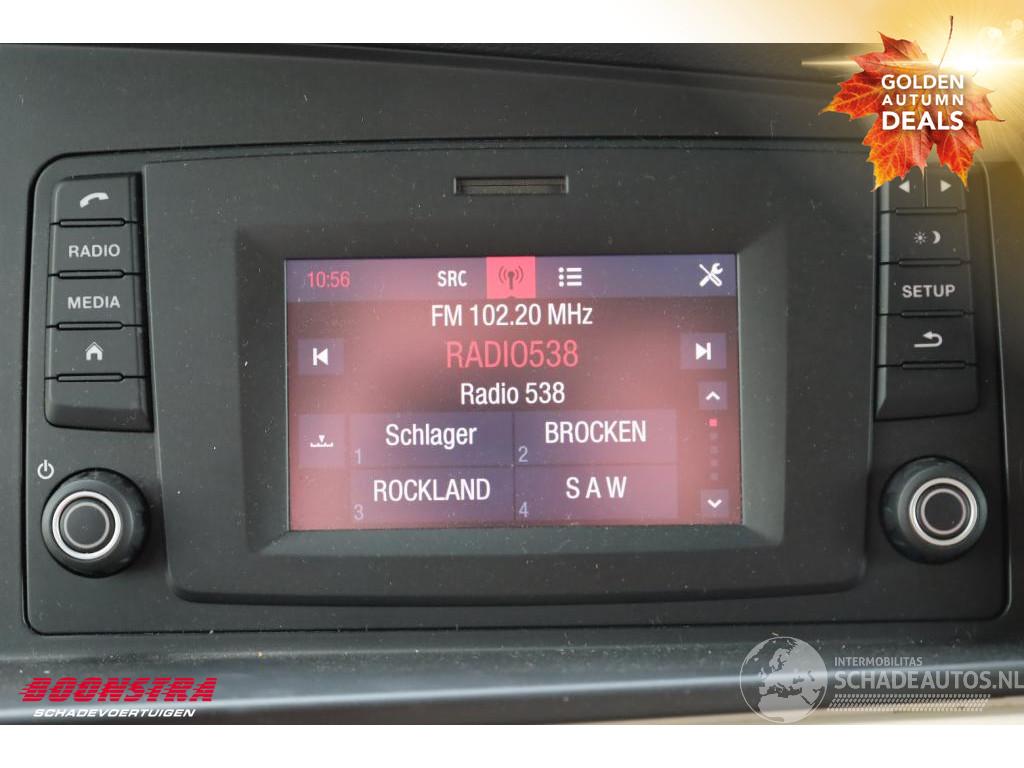 GOLDEN
AUTUMN
DEALS
RADIO
MEDIA
SETUP
10:56 SRC
FM 102.20 MHz
RADIO538
Radio 538
1 Schlager 2 BROCKEN
3 ROCKLAND 4 S A W
BOONSTRA
SCHADEVOERTUIGEN
INTERMOBILITAS
SCHADEAUTOS.NL